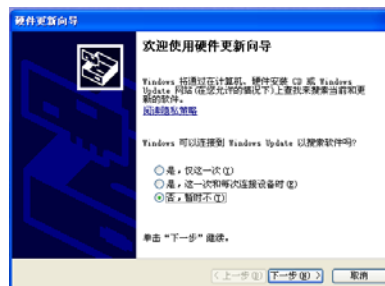 硬件更新向导
欢迎使用硬件更新向导
Windows 将通过在计算机、硬件安装 CD 或 Windows
Update 网站(在您允许的情况下)上查找来搜索当前和更
新的软件。
阅读隐私策略
Windows 可以连接到 Windows Update 以搜索软件吗?
是，仅这一次(Y)
是，这一次和每次连接设备时(E)
否，暂时不(T)
单击“下一步”继续。
< 上一步(B) 下一步(N) > 取消